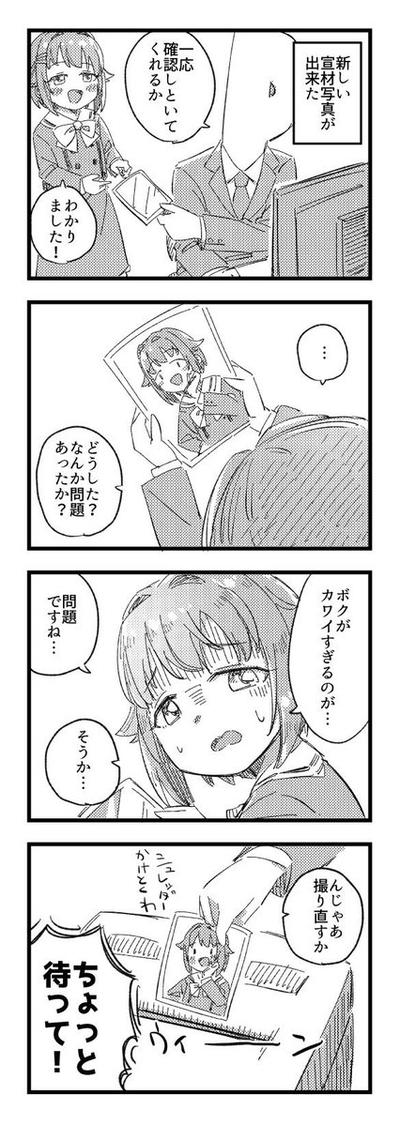 新しい
宣材写真が
出来た
一応
確認しといて
くれるか
わかり
ました！
…
どうした？
なんか問題
あったか？
ボクが
カワイすぎるのが…
問題
ですね…
そうか…
んじゃあ
撮り直すか
シュレッダー
かけとくわ
ウィーン
ちょっと
待って！